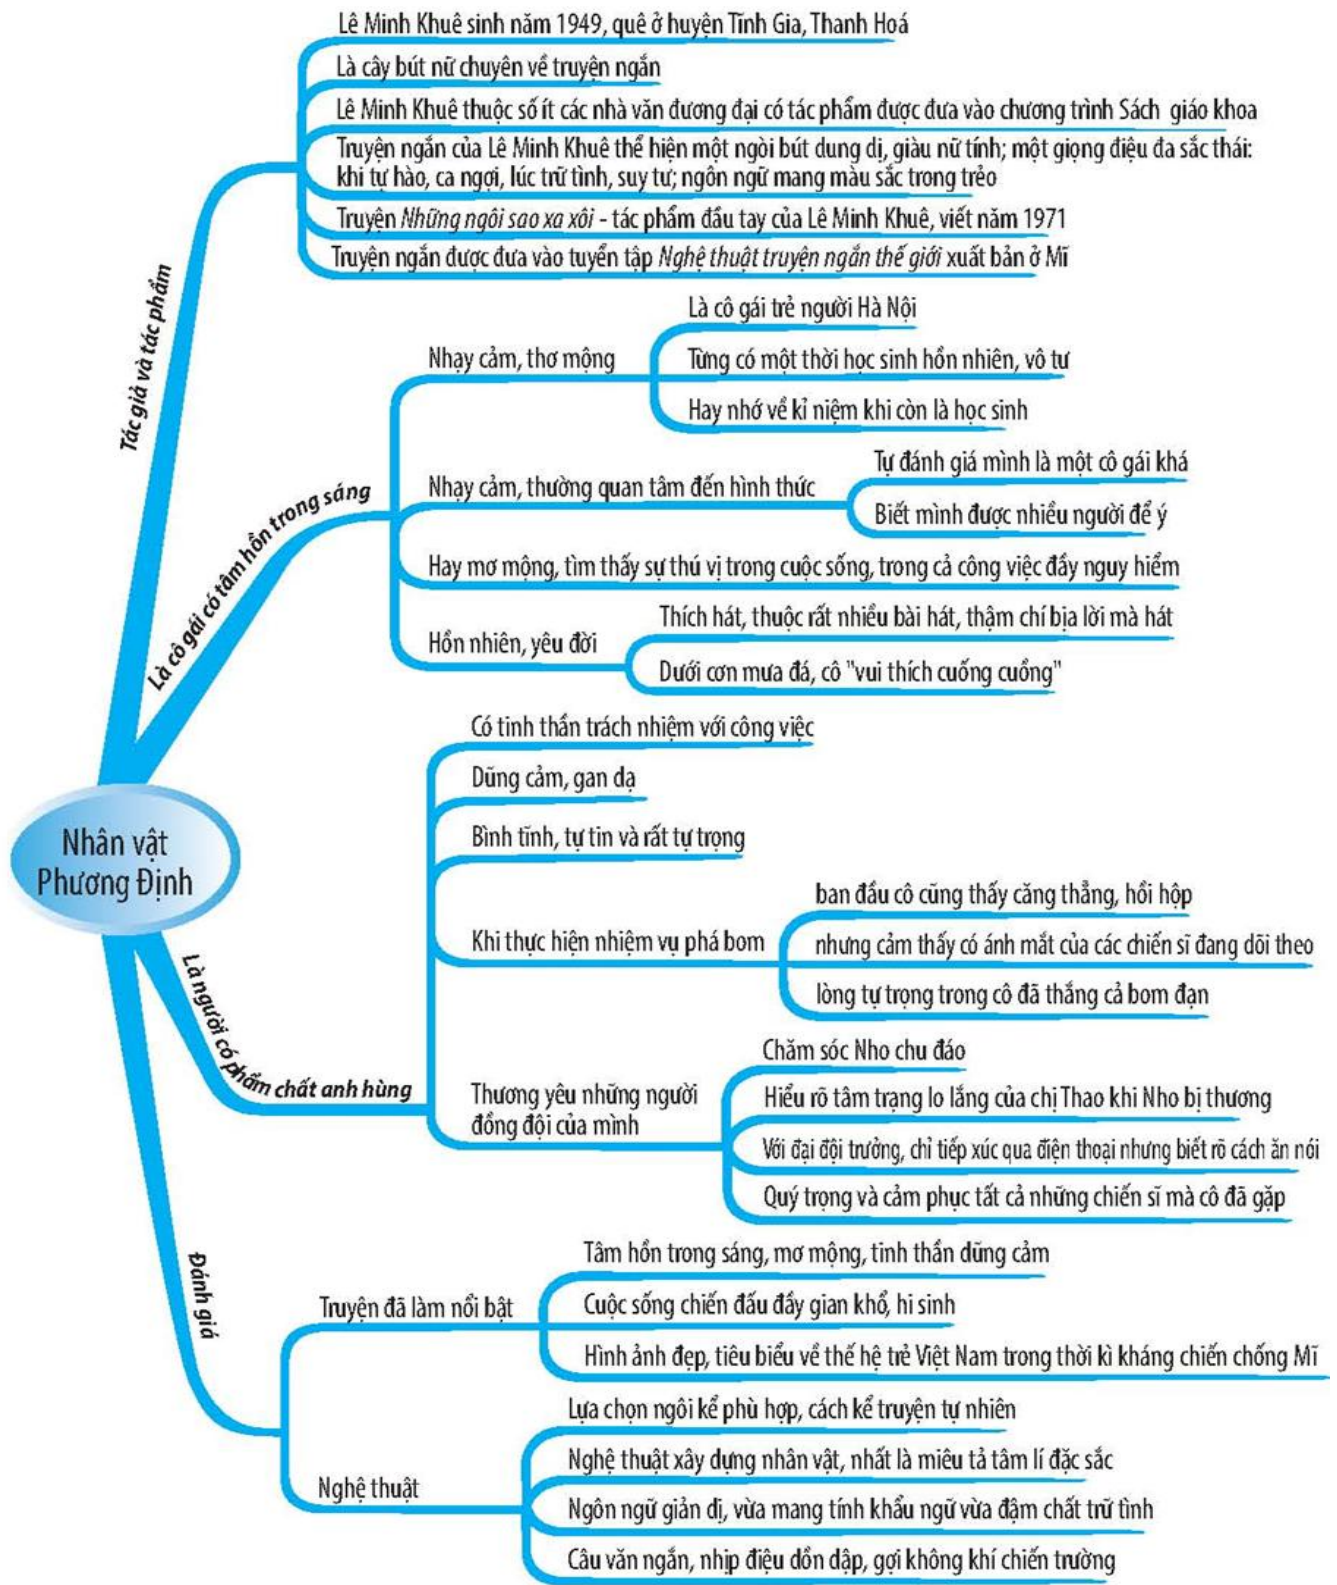 Lê Minh Khuê sinh năm 1949, quê ở huyện Tĩnh Gia, Thanh Hoá
Là cây bút nữ chuyên về truyện ngắn
Lê Minh Khuê thuộc số ít các nhà văn đương đại có tác phẩm được đưa vào chương trình Sách giáo khoa
Truyện ngắn của Lê Minh Khuê thể hiện một ngòi bút dung dị, giàu nữ tính; một giọng điệu đa sắc thái:
khi tự hào, ca ngợi, lúc trữ tình, suy tư; ngôn ngữ mang màu sắc trong trẻo
Truyện Những ngôi sao xa xôi - tác phẩm đầu tay của Lê Minh Khuê, viết năm 1971
Truyện ngắn được đưa vào tuyển tập Nghệ thuật truyện ngắn thế giới xuất bản ở Mĩ
Tác giả và tác phẩm
Là cô gái trẻ người Hà Nội
Nhạy cảm, thơ mộng
Từng có một thời học sinh hồn nhiên, vô tư
Hay nhớ về kỉ niệm khi còn là học sinh
Tự đánh giá mình là một cô gái khá
Nhạy cảm, thường quan tâm đến hình thức
Biết mình được nhiều người để ý
Là cô gái có tâm hồn trong sáng
Hay mơ mộng, tìm thấy sự thú vị trong cuộc sống, trong cả công việc đầy nguy hiểm
Thích hát, thuộc rất nhiều bài hát, thậm chí bịa lời mà hát
Hồn nhiên, yêu đời
Dưới cơn mưa đá, cô "vui thích cuống cuồng"
Có tinh thần trách nhiệm với công việc
Dũng cảm, gan dạ
Bình tĩnh, tự tin và rất tự trọng
Nhân vật
Phương Định
ban đầu cô cũng thấy căng thẳng, hồi hộp
Khi thực hiện nhiệm vụ phá bom
nhưng cảm thấy có ánh mắt của các chiến sĩ đang dõi theo
lòng tự trọng trong cô đã thắng cả bom đạn
Là người có phẩm chất anh hùng
Chăm sóc Nho chu đáo
Thương yêu những người
đồng đội của mình
Hiểu rõ tâm trạng lo lắng của chị Thao khi Nho bị thương
Với đại đội trưởng, chỉ tiếp xúc qua điện thoại nhưng biết rõ cách ăn nói
Quý trọng và cảm phục tất cả những chiến sĩ mà cô đã gặp
Đánh giá
Tâm hồn trong sáng, mơ mộng, tinh thần dũng cảm
Truyện đã làm nổi bật
Cuộc sống chiến đấu đầy gian khổ, hi sinh
Hình ảnh đẹp, tiêu biểu về thế hệ trẻ Việt Nam trong thời kì kháng chiến chống Mĩ
Lựa chọn ngôi kể phù hợp, cách kể truyện tự nhiên
Nghệ thuật xây dựng nhân vật, nhất là miêu tả tâm lí đặc sắc
Nghệ thuật
Ngôn ngữ giản dị, vừa mang tính khẩu ngữ vừa đậm chất trữ tình
Câu văn ngắn, nhịp điệu dồn dập, gợi không khí chiến trường